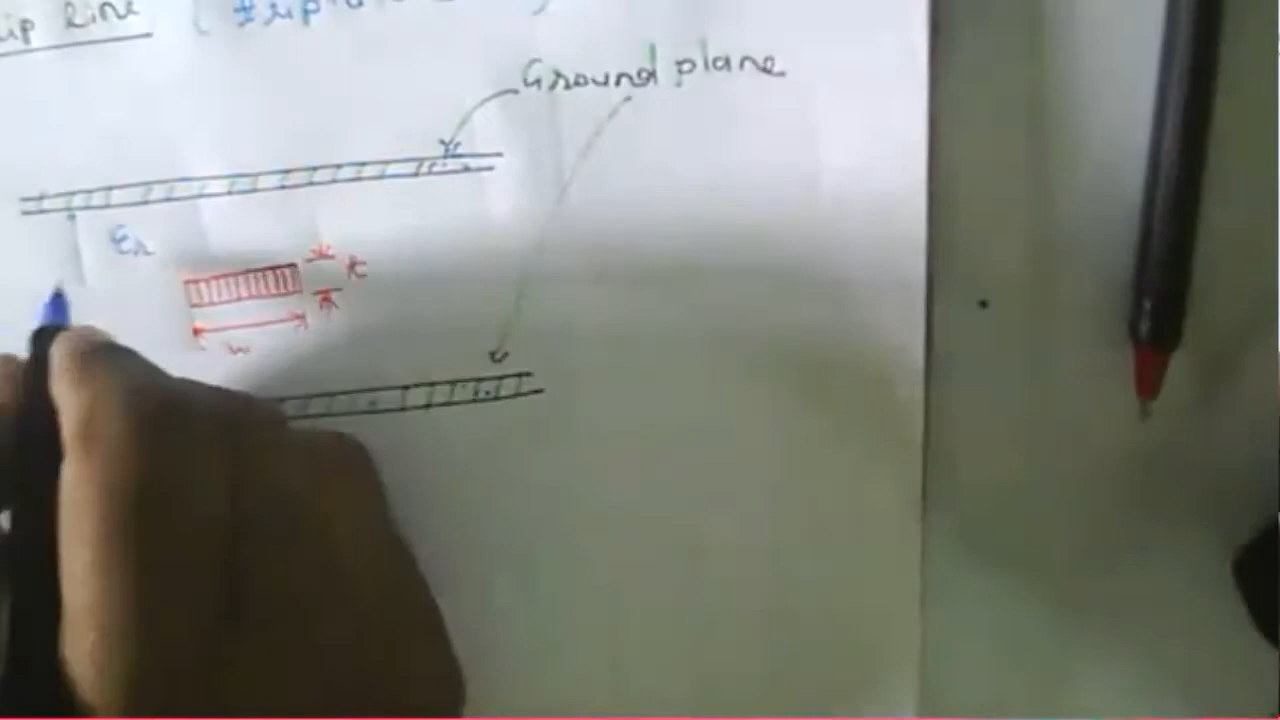 ip line
Ground plane
εr
t
w